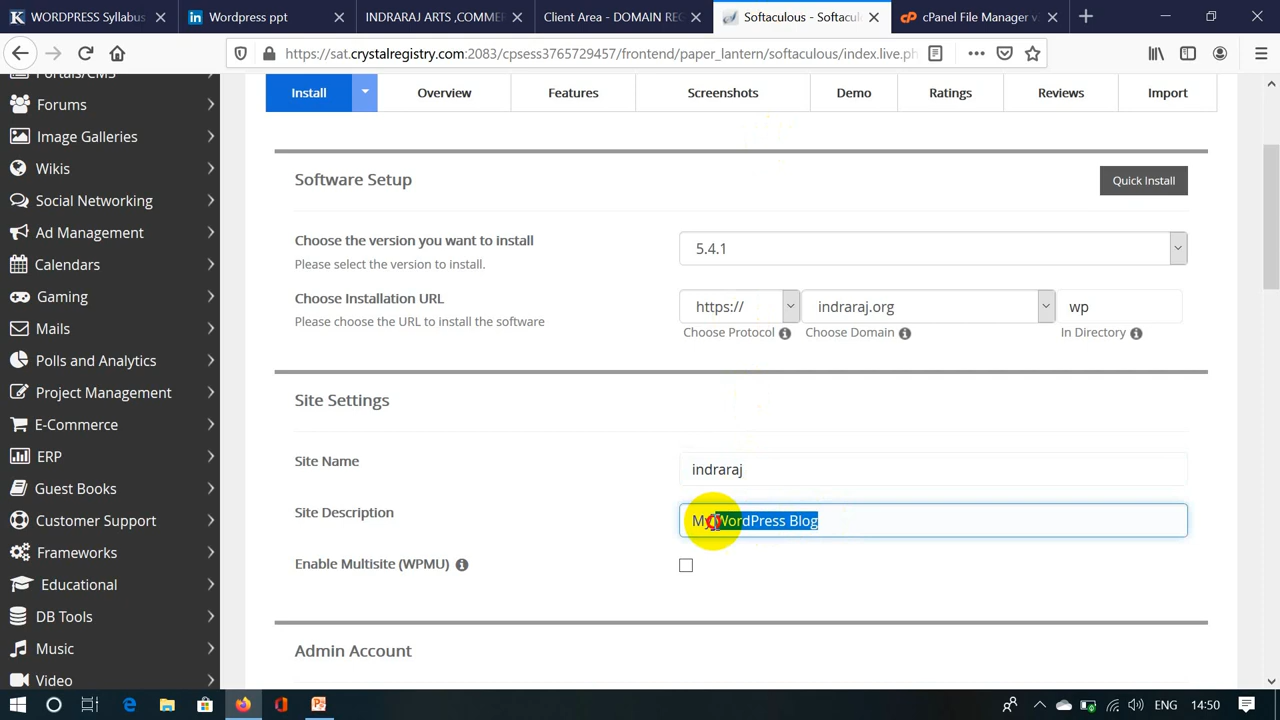 WORDPRESS Syllabus
Wordpress ppt
INDRARAJ ARTS ,COMMER
Client Area - DOMAIN REG
Softaculous - Softacul
cPanel File Manager v
https://sat.crystalregistry.com:2083/cpsess3765729457/frontend/paper_lantern/softaculous/index.live.ph
Portals/CMS
Forums
Image Galleries
Wikis
Social Networking
Ad Management
Calendars
Gaming
Mails
Polls and Analytics
Project Management
E-Commerce
ERP
Guest Books
Customer Support
Frameworks
Educational
DB Tools
Music
Video
Install
Overview
Features
Screenshots
Demo
Ratings
Reviews
Import
Software Setup
Quick Install
Choose the version you want to install
Please select the version to install.
5.4.1
Choose Installation URL
Please choose the URL to install the software
https://
indraraj.org
wp
Choose Protocol
Choose Domain
In Directory
Site Settings
Site Name
indraraj
Site Description
My WordPress Blog
Enable Multisite (WPMU)
Admin Account
ENG
14:50